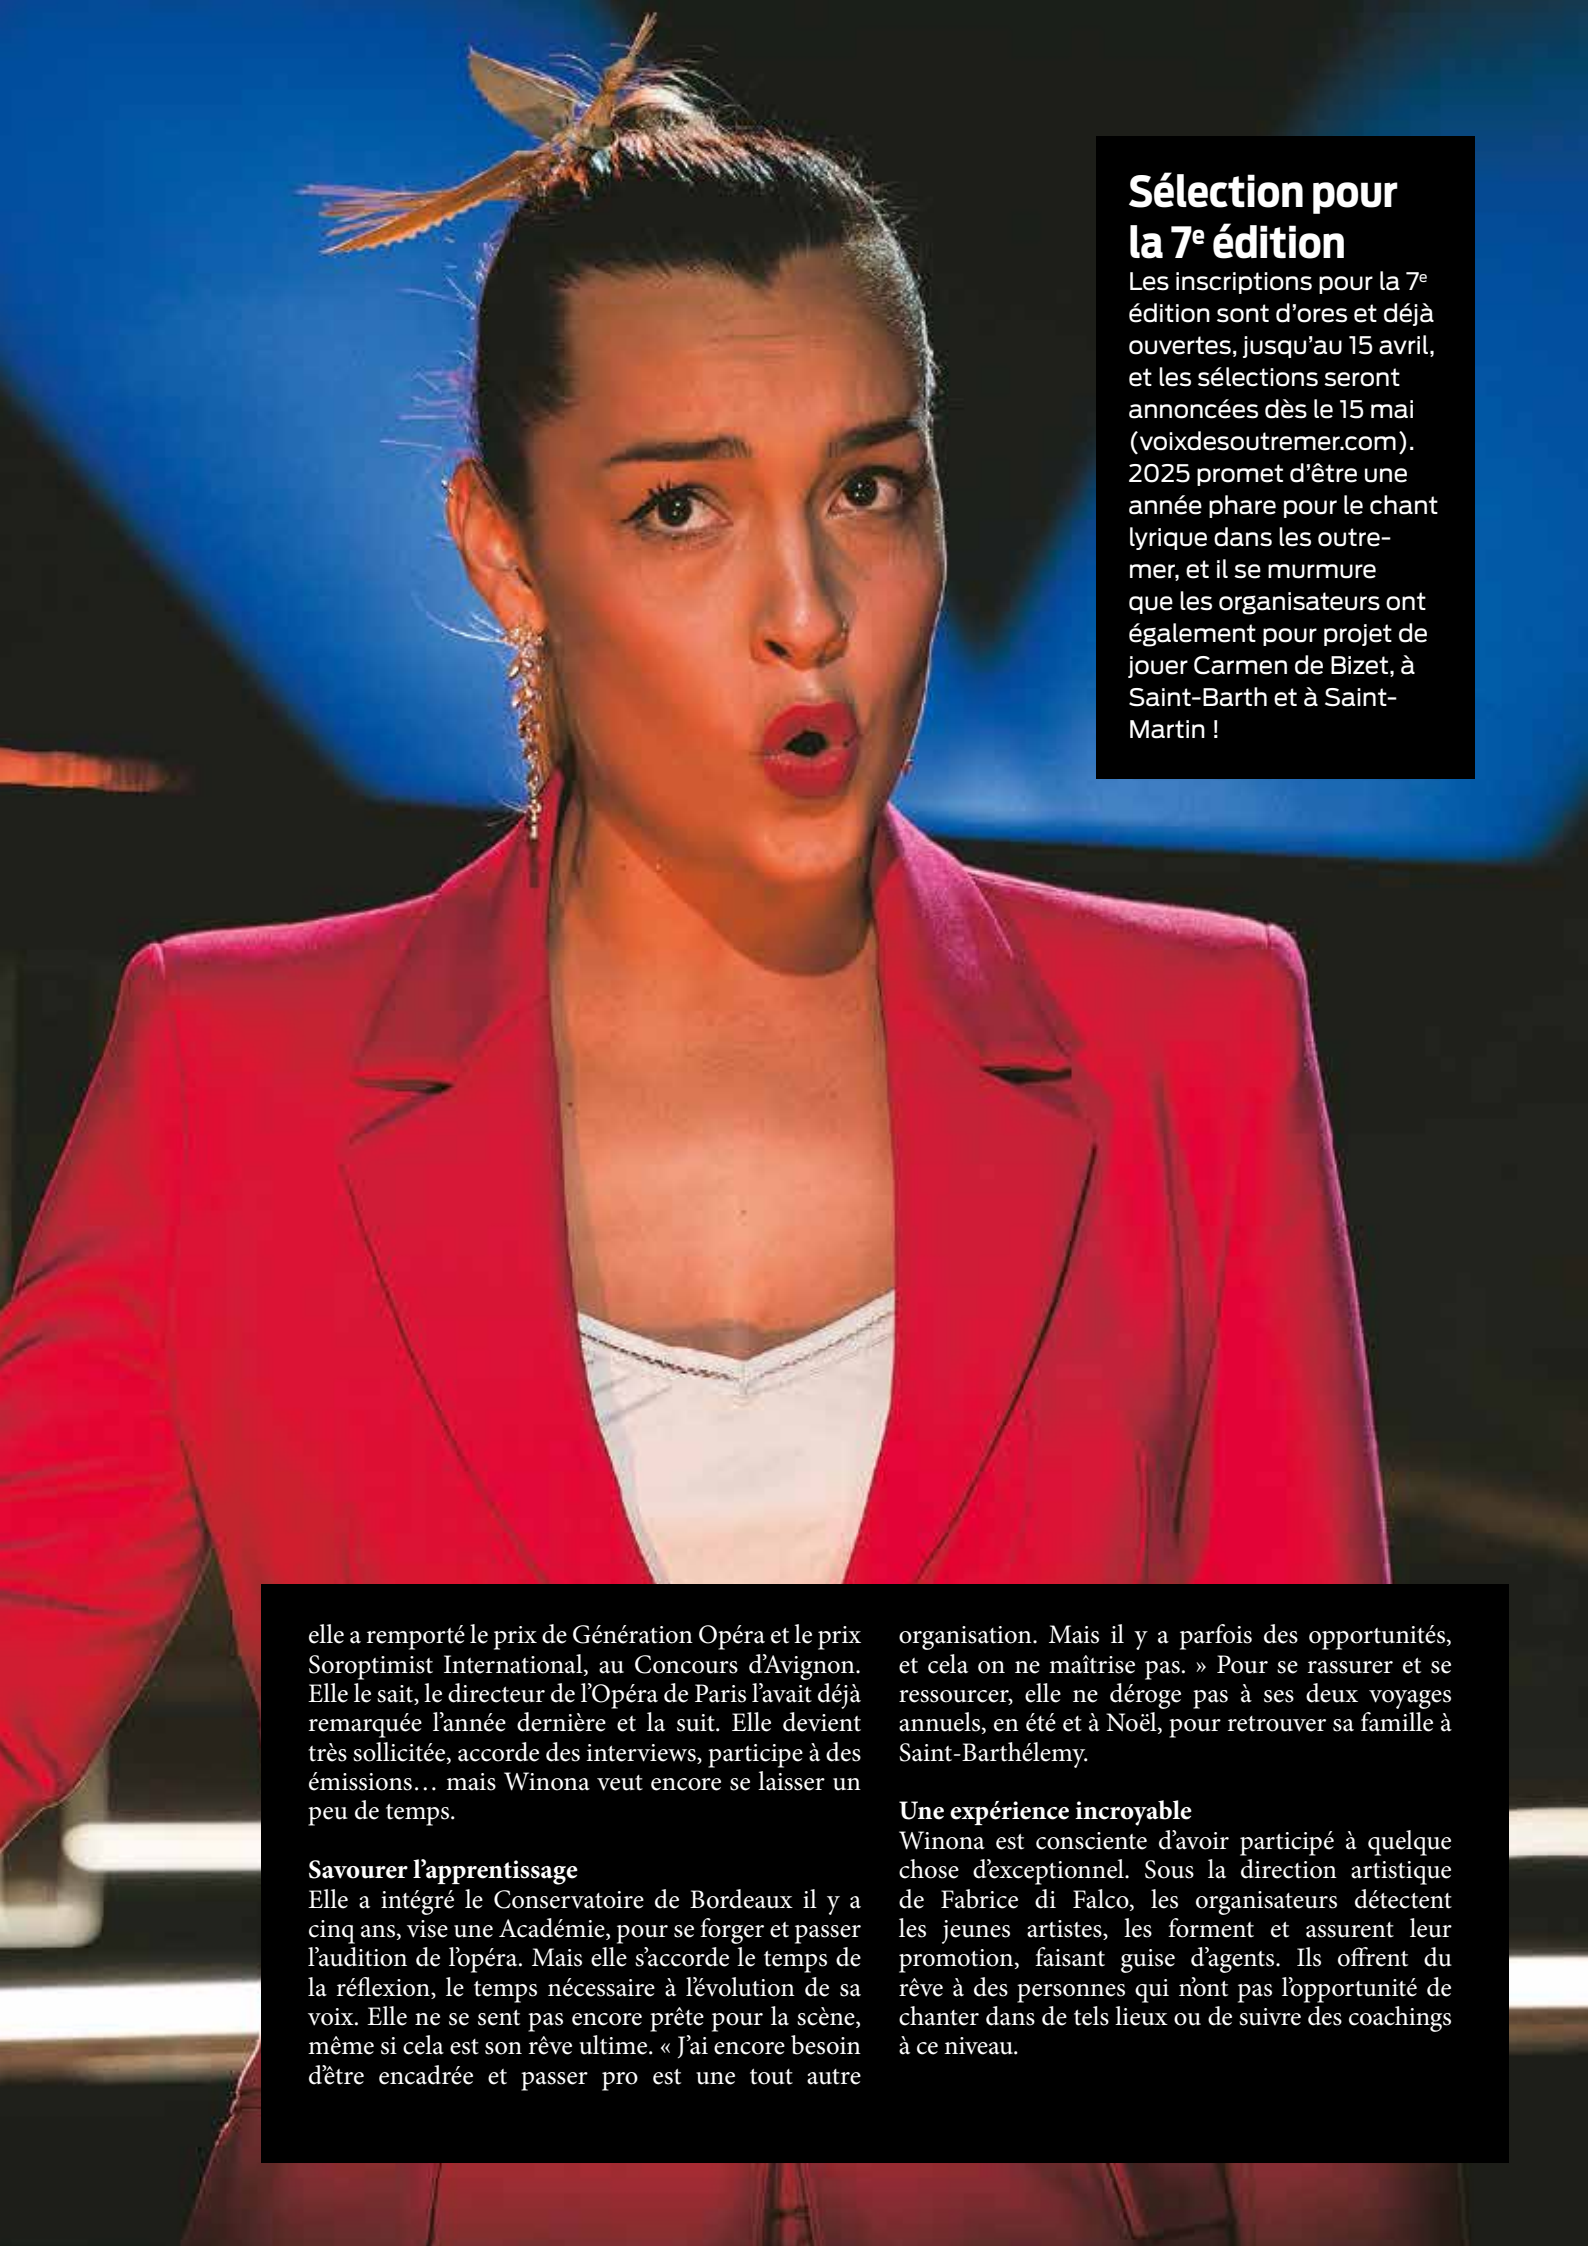 Sélection pour
la 7e édition
Les inscriptions pour la 7e
édition sont d'ores et déjà
ouvertes, jusqu'au 15 avril,
et les sélections seront
annoncées dès le 15 mai
(voixdesoutremer.com).
2025 promet d'être une
année phare pour le chant
lyrique dans les outre-
mer, et il se murmure
que les organisateurs ont
également pour projet de
jouer Carmen de Bizet, à
Saint-Barth et à Saint-
Martin !
elle a remporté le prix de Génération Opéra et le prix
Soroptimist International, au Concours d'Avignon.
Elle le sait, le directeur de l'Opéra de Paris l'avait déjà
remarquée l'année dernière et la suit. Elle devient
très sollicitée, accorde des interviews, participe à des
émissions… mais Winona veut encore se laisser un
peu de temps.
Savourer l'apprentissage
Elle a intégré le Conservatoire de Bordeaux il y a
cinq ans, vise une Académie, pour se forger et passer
l'audition de l'opéra. Mais elle s'accorde le temps de
la réflexion, le temps nécessaire à l'évolution de sa
voix. Elle ne se sent pas encore prête pour la scène,
même si cela est son rêve ultime. « J'ai encore besoin
d'être encadrée et passer pro est une tout autre
organisation. Mais il y a parfois des opportunités,
et cela on ne maîtrise pas. » Pour se rassurer et se
ressourcer, elle ne déroge pas à ses deux voyages
annuels, en été et à Noël, pour retrouver sa famille à
Saint-Barthélemy.
Une expérience incroyable
Winona est consciente d'avoir participé à quelque
chose d'exceptionnel. Sous la direction artistique
de Fabrice di Falco, les organisateurs détectent
les jeunes artistes, les forment et assurent leur
promotion, faisant guise d'agents. Ils offrent du
rêve à des personnes qui n'ont pas l'opportunité de
chanter dans de tels lieux ou de suivre des coachings
à ce niveau.